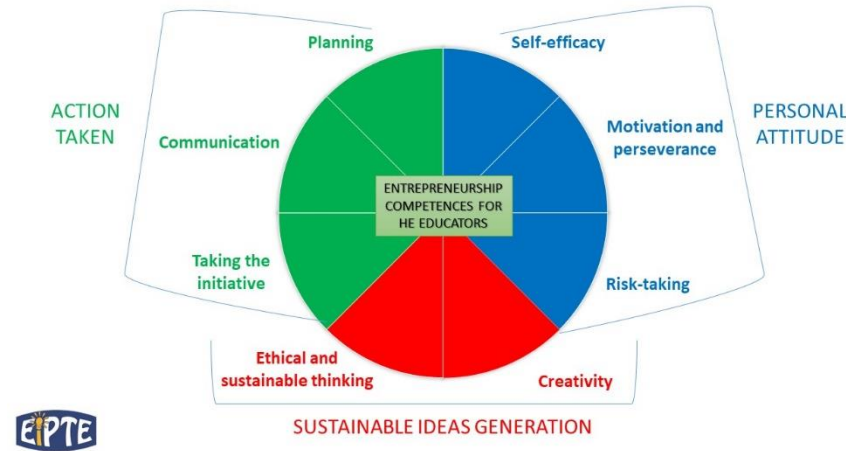 Planning
Self-efficacy
ACTION
TAKEN
Communication
Motivation and
perseverance
PERSONAL
ATTITUDE
ENTREPRENEURSHIP
COMPETENCES FOR
HE EDUCATORS
Taking the
initiative
Risk-taking
Ethical and
sustainable thinking
Creativity
SUSTAINABLE IDEAS GENERATION
EiPTE